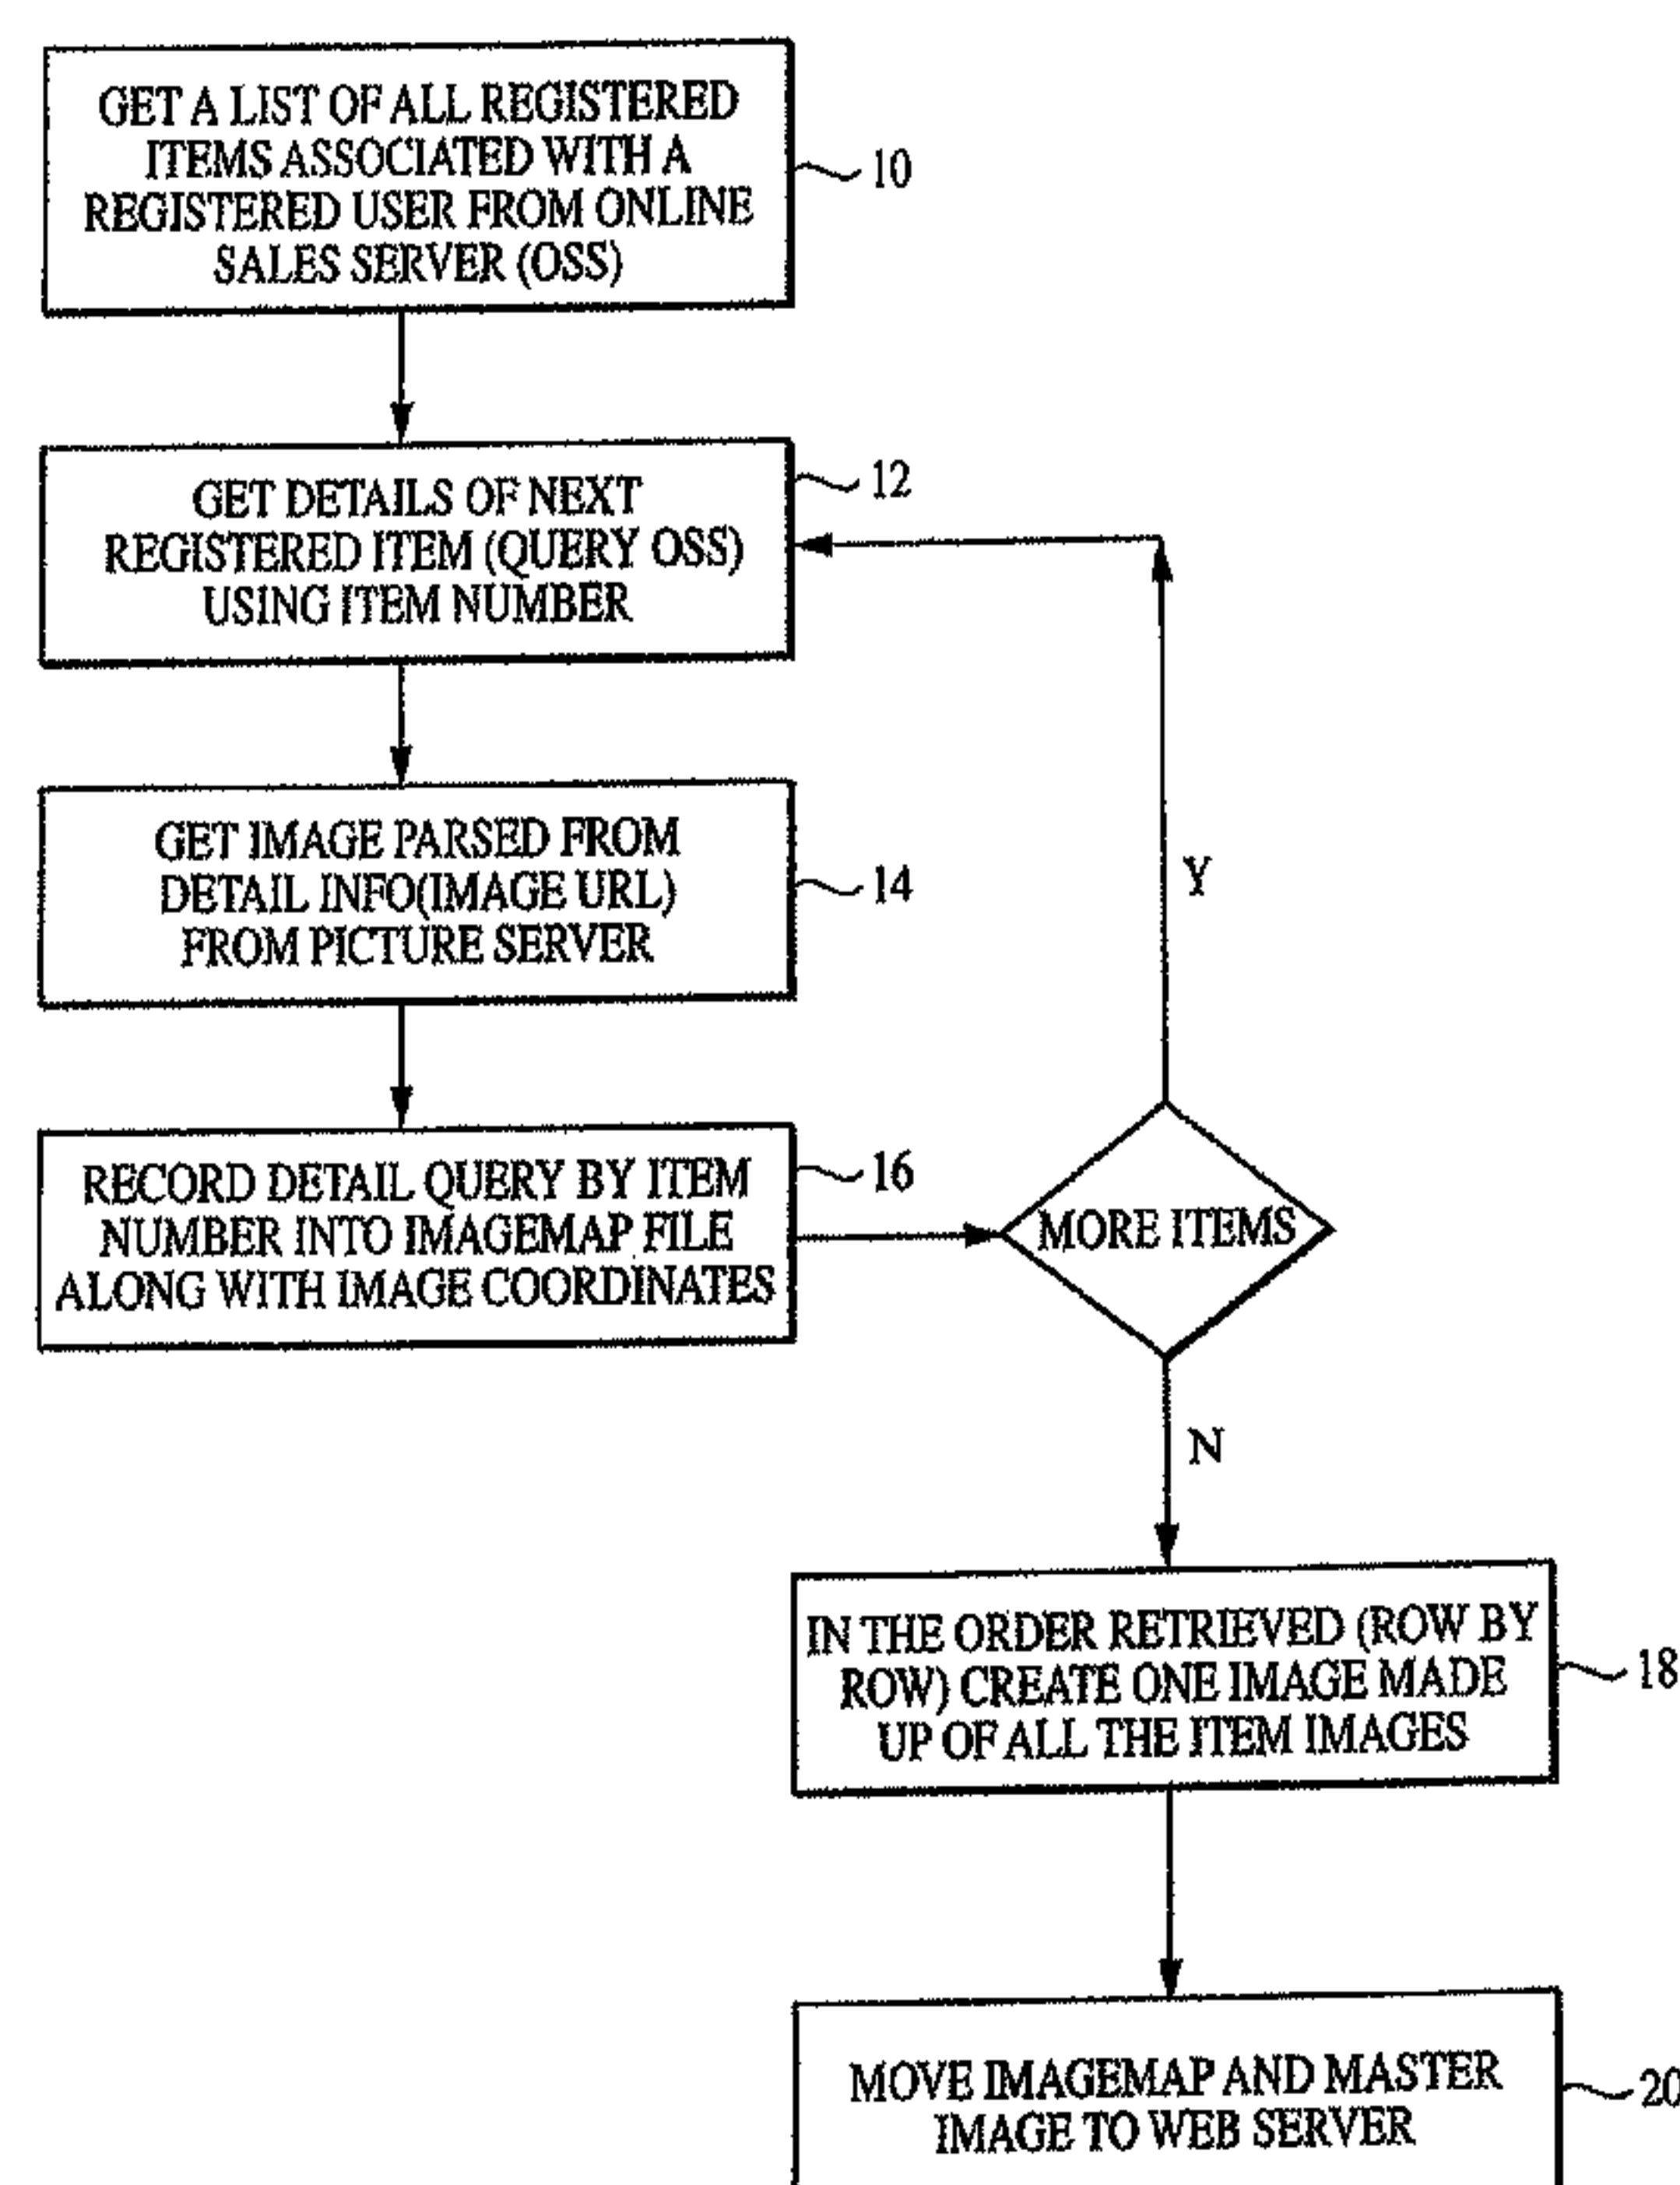 GET A LIST OF ALL REGISTERED
ITEMS ASSOCIATED WITH A
REGISTERED USER FROM ONLINE
SALES SERVER (OSS)
10
GET DETAILS OF NEXT
REGISTERED ITEM (QUERY OSS)
USING ITEM NUMBER
12
GET IMAGE PARSED FROM
DETAIL INFO(IMAGE URL)
FROM PICTURE SERVER
14
Y
RECORD DETAIL QUERY BY ITEM
NUMBER INTO IMAGEMAP FILE
ALONG WITH IMAGE COORDINATES
16
MORE ITEMS
N
IN THE ORDER RETRIEVED (ROW BY
ROW) CREATE ONE IMAGE MADE
UP OF ALL THE ITEM IMAGES
18
MOVE IMAGEMAP AND MASTER
IMAGE TO WEB SERVER
20